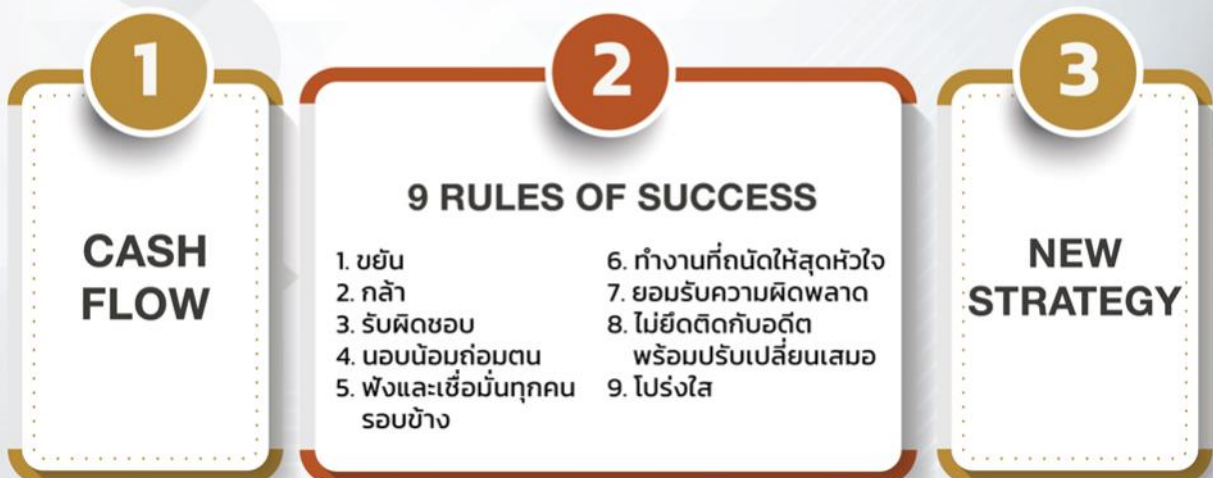 1
CASH
FLOW
2
9 RULES OF SUCCESS
1. ขยัน
2. กล้า
3. รับผิดชอบ
4. นอบน้อมถ่อมตน
5. ฟังและเชื่อมั่นทุกคน
รอบข้าง
6. ทำงานที่ถนัดให้สุดหัวใจ
7. ยอมรับความผิดพลาด
8. ไม่ยึดติดกับอดีต
พร้อมปรับเปลี่ยนเสมอ
9. โปร่งใส
3
NEW
STRATEGY